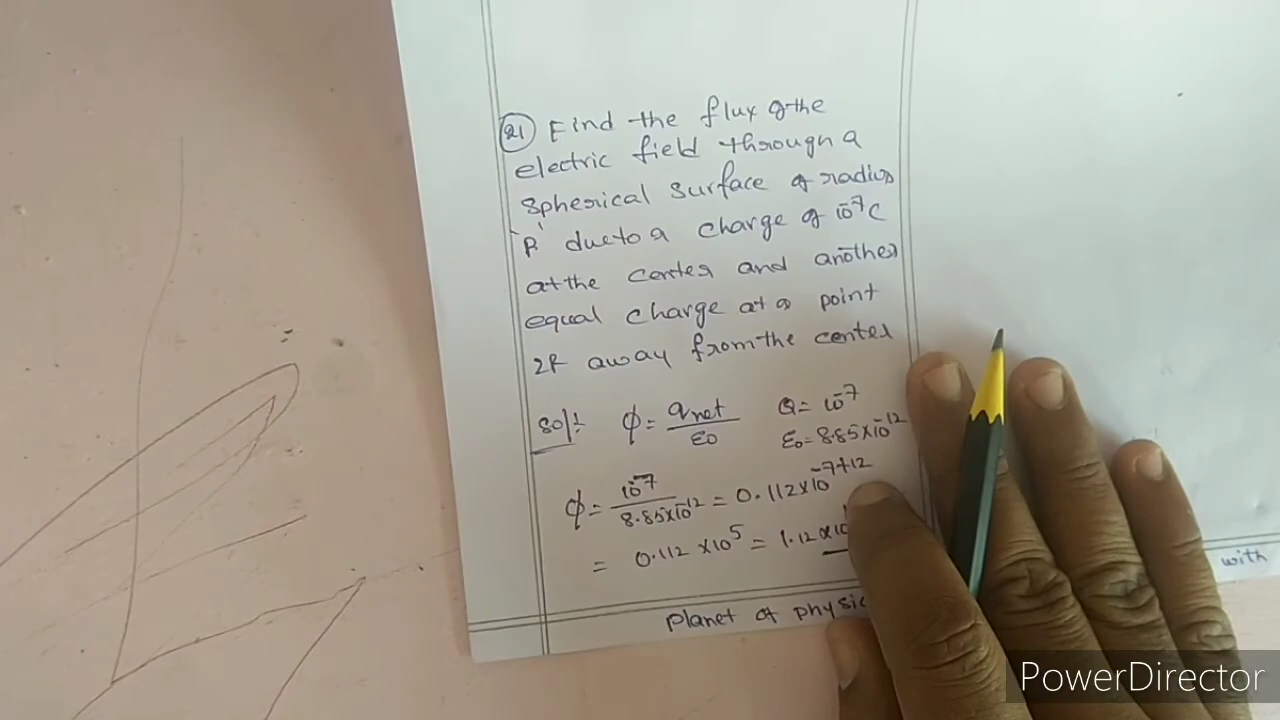 21 Find the flux of the
electric field through a
spherical surface of radius
'R' due to a charge of 10⁻⁷C
at the center and another
equal charge at a point
2R away from the center
Sol:- ϕ = qnet/ε₀ Q = 10⁻⁷
ε₀ = 8.85×10⁻¹²
ϕ = 10⁻⁷/8.85×10⁻¹² = 0.112×10⁻⁷⁺¹²
= 0.112 ×10⁵ = 1.12×10
planet of physic
with
PowerDirector